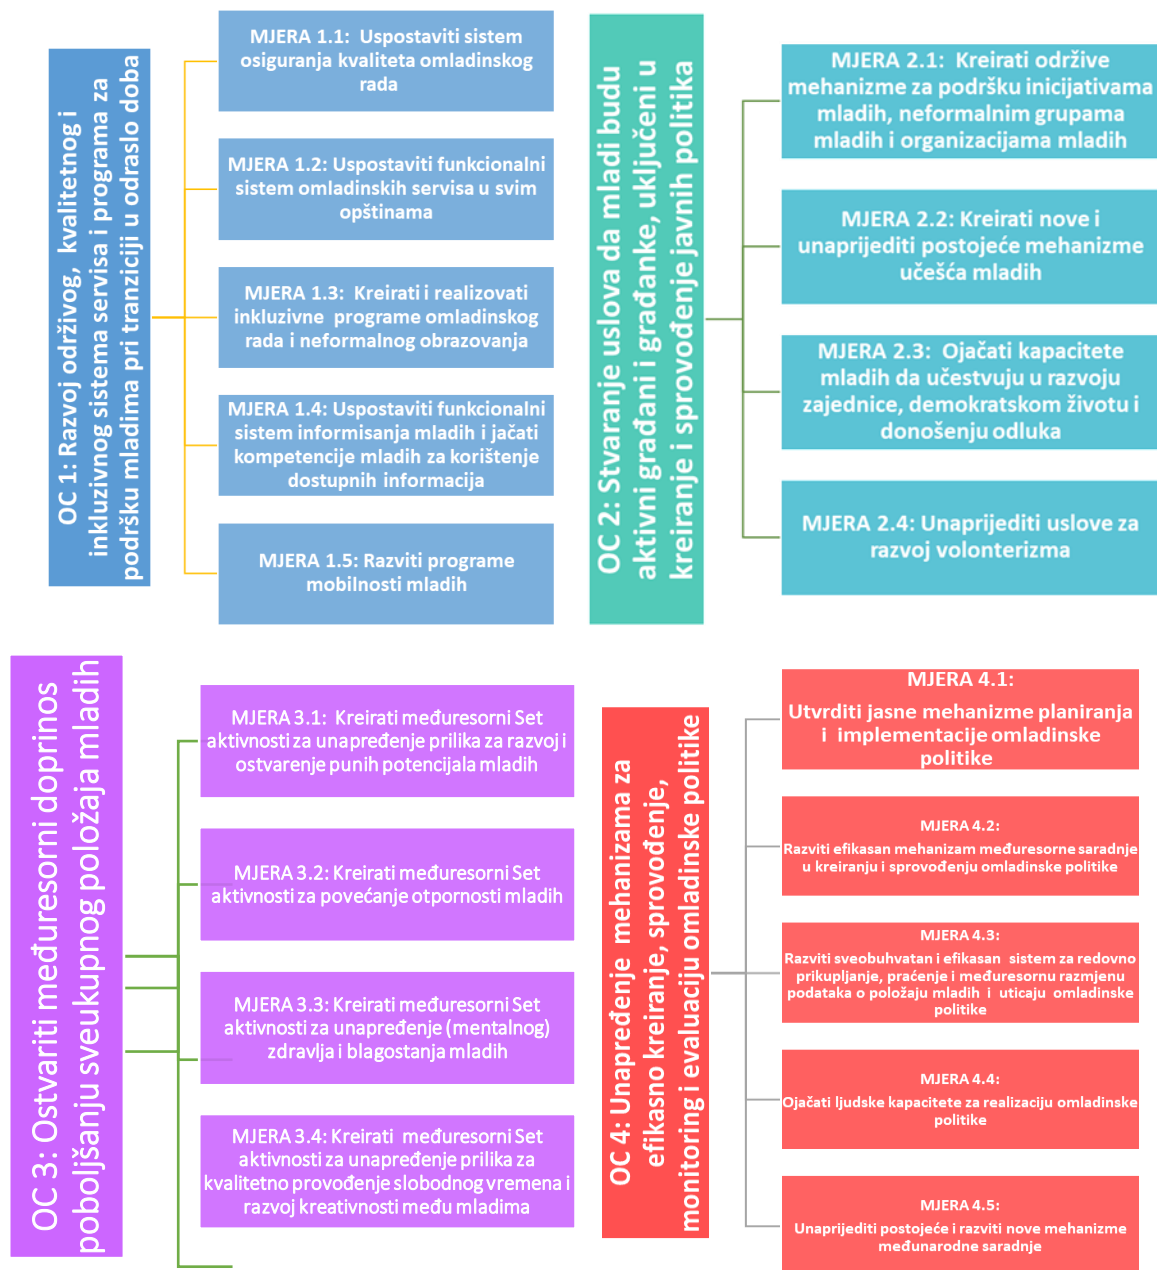 OC 1: Razvoj održivog, kvalitetnog i
inkluzivnog sistema servisa i programa za
podršku mladima pri tranziciji u odraslo doba
MJERA 1.1: Uspostaviti sistem
osiguranja kvaliteta omladinskog
rada
MJERA 1.2: Uspostaviti funkcionalni
sistem omladinskih servisa u svim
opštinama
MJERA 1.3: Kreirati i realizovati
inkluzivne programe omladinskog
rada i neformalnog obrazovanja
MJERA 1.4: Uspostaviti funkcionalni
sistem informisanja mladih i jačati
kompetencije mladih za korištenje
dostupnih informacija
MJERA 1.5: Razviti programe
mobilnosti mladih
OC 2: Stvaranje uslova da mladi budu
aktivni građani i građanke, uključeni u
kreiranje i sprovođenje javnih politika
MJERA 2.1: Kreirati održive
mehanizme za podršku inicijativama
mladih, neformalnim grupama
mladih i organizacijama mladih
MJERA 2.2: Kreirati nove i
unaprijediti postojeće mehanizme
učešća mladih
MJERA 2.3: Ojačati kapacitete
mladih da učestvuju u razvoju
zajednice, demokratskom životu i
donošenju odluka
MJERA 2.4: Unaprijediti uslove za
razvoj volonterizma
OC 3: Ostvariti međuresorni doprinos
poboljšanju sveukupnog položaja mladih
MJERA 3.1: Kreirati međuresorni Set
aktivnosti za unapređenje prilika za razvoj i
ostvarenje punih potencijala mladih
MJERA 3.2: Kreirati međuresorni Set
aktivnosti za povećanje otpornosti mladih
MJERA 3.3: Kreirati međuresorni Set
aktivnosti za unapređenje (mentalnog)
zdravlja i blagostanja mladih
MJERA 3.4: Kreirati međuresorni Set
aktivnosti za unapređenje prilika za
kvalitetno provođenje slobodnog vremena i
razvoj kreativnosti među mladima
OC 4: Unapređenje mehanizama za
efikasno kreiranje, sprovođenje,
monitoring i evaluaciju omladinske politike
MJERA 4.1:
Utvrditi jasne mehanizme planiranja
i implementacije omladinske
politike
MJERA 4.2:
Razviti efikasan mehanizam međuresorne saradnje
u kreiranju i sprovođenju omladinske politike
MJERA 4.3:
Razviti sveobuhvatan i efikasan sistem za redovno
prikupljanje, praćenje i međuresornu razmjenu
podataka o položaju mladih i uticaju omladinske
politike
MJERA 4.4:
Ojačati ljudske kapacitete za realizaciju omladinske
politike
MJERA 4.5:
Unaprijediti postojeće i razviti nove mehanizme
međunarodne saradnje